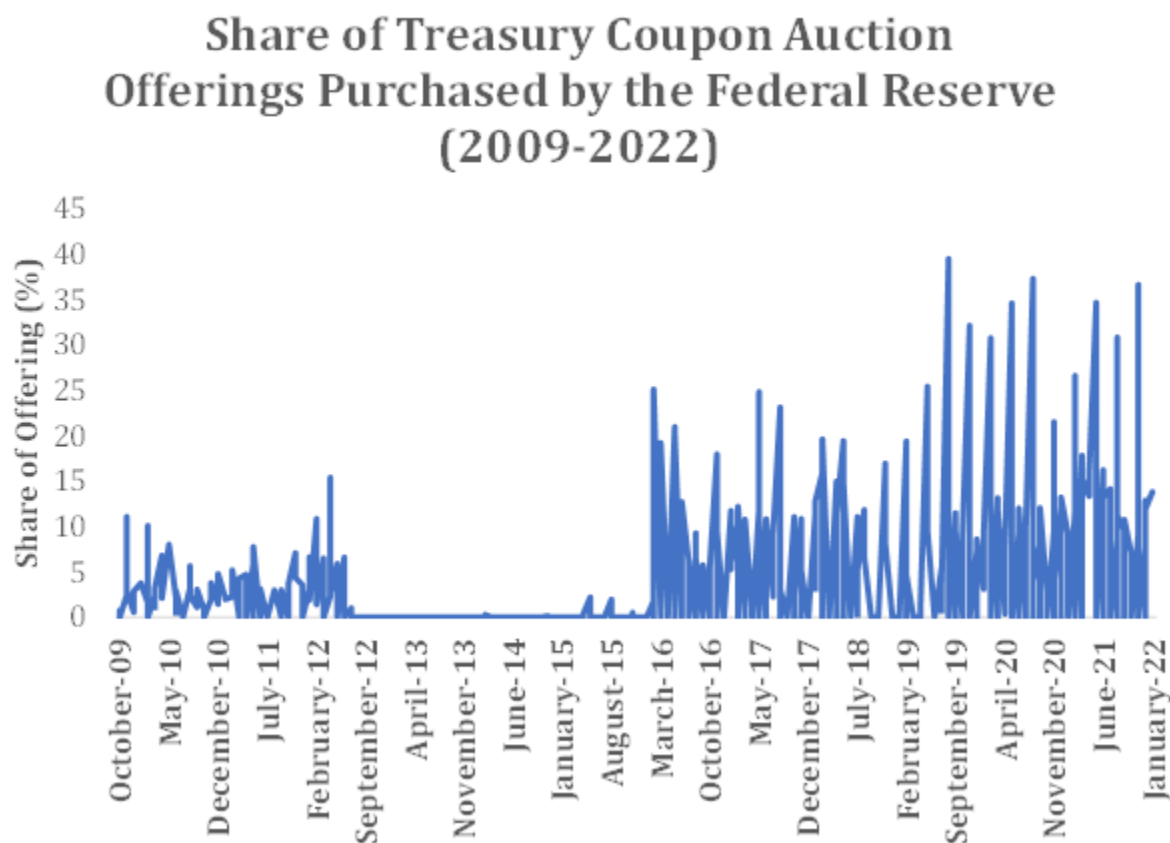 Share of Treasury Coupon Auction
Offerings Purchased by the Federal Reserve
(2009-2022)
45
40
35
30
25
20
15
10
5
0
Share of Offering (%)
October-09
May-10
December-10
July-11
February-12
September-12
April-13
November-13
June-14
January-15
August-15
March-16
October-16
May-17
December-17
July-18
February-19
September-19
April-20
November-20
June-21
January-22